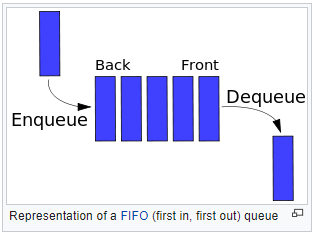 Back Front
Enqueue
Dequeue
Representation of a FIFO (first in, first out) queue